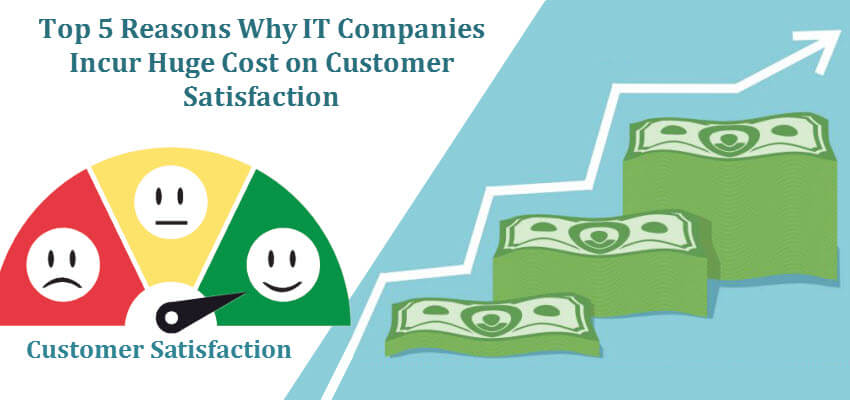 Top 5 Reasons Why IT Companies
Incur Huge Cost on Customer
Satisfaction
Customer Satisfaction